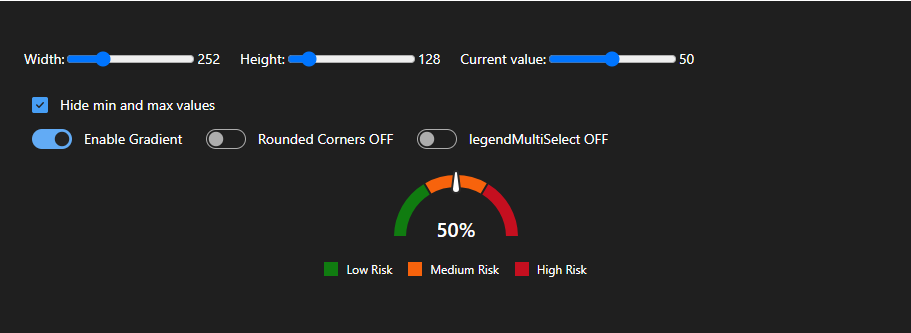 Width: 252 Height: 128 Current value: 50
Hide min and max values
Enable Gradient Rounded Corners OFF legendMultiSelect OFF
50%
Low Risk Medium Risk High Risk